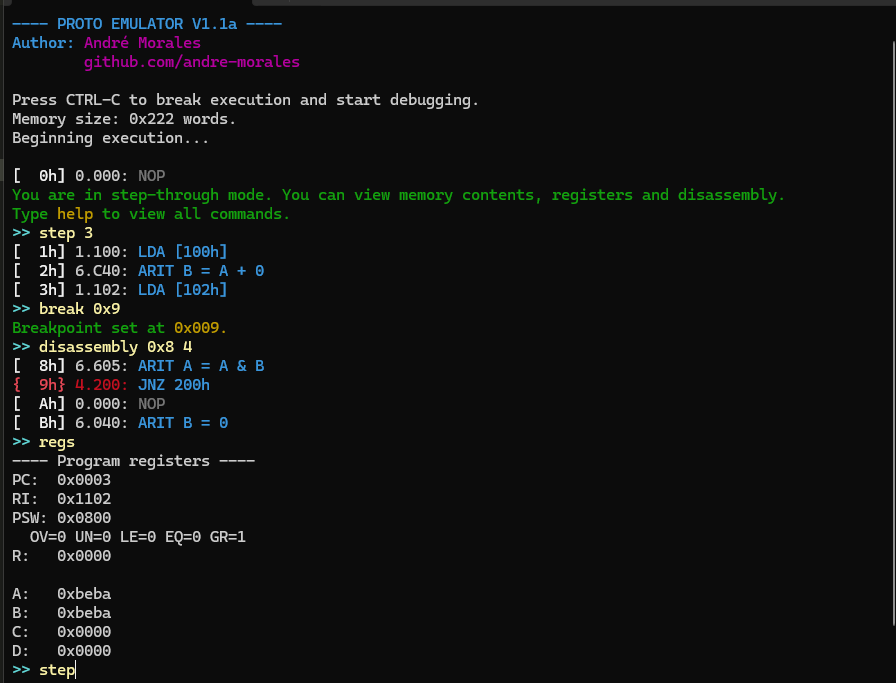 ---- PROTO EMULATOR V1.1a ----
Author: André Morales
        github.com/andre-morales

Press CTRL-C to break execution and start debugging.
Memory size: 0x222 words.
Beginning execution...

[  0h] 0.000: NOP
You are in step-through mode. You can view memory contents, registers and disassembly.
Type help to view all commands.
>> step 3
[  1h] 1.100: LDA [100h]
[  2h] 6.C40: ARIT B = A + 0
[  3h] 1.102: LDA [102h]
>> break 0x9
Breakpoint set at 0x009.
>> disassembly 0x8 4
[  8h] 6.605: ARIT A = A & B
{  9h} 4.200: JNZ 200h
[  Ah] 0.000: NOP
[  Bh] 6.040: ARIT B = 0
>> regs
---- Program registers ----
PC:  0x0003
RI:  0x1102
PSW: 0x0800
  OV=0 UN=0 LE=0 EQ=0 GR=1
R:   0x0000

A:   0xbeba
B:   0xbeba
C:   0x0000
D:   0x0000
>> step